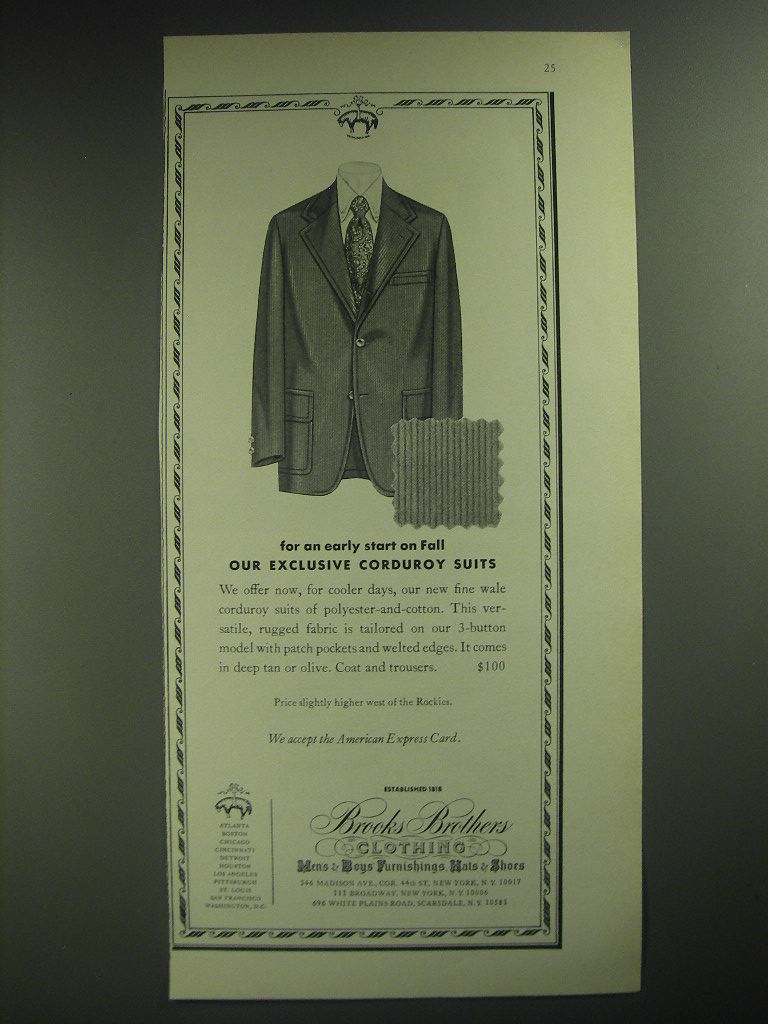 25
for an early start on Fall
OUR EXCLUSIVE CORDUROY SUITS
We offer now, for cooler days, our new fine wale
corduroy suits of polyester-and-cotton. This ver-
satile, rugged fabric is tailored on our 3-button
model with patch pockets and welted edges. It comes
in deep tan or olive. Coat and trousers. $100
Price slightly higher west of the Rockies.
We accept the American Express Card.
ESTABLISHED 1818
Brooks Brothers
CLOTHING
Men's & Boys Furnishings, Hats & Shoes
346 MADISON AVE., COR. 44th ST., NEW YORK, N.Y. 10017
111 BROADWAY, NEW YORK, N.Y. 10006
696 WHITE PLAINS ROAD, SCARSDALE, N.Y. 10583
ATLANTA
BOSTON
CHICAGO
CINCINNATI
DETROIT
HOUSTON
LOS ANGELES
PITTSBURGH
ST. LOUIS
SAN FRANCISCO
WASHINGTON, D.C.